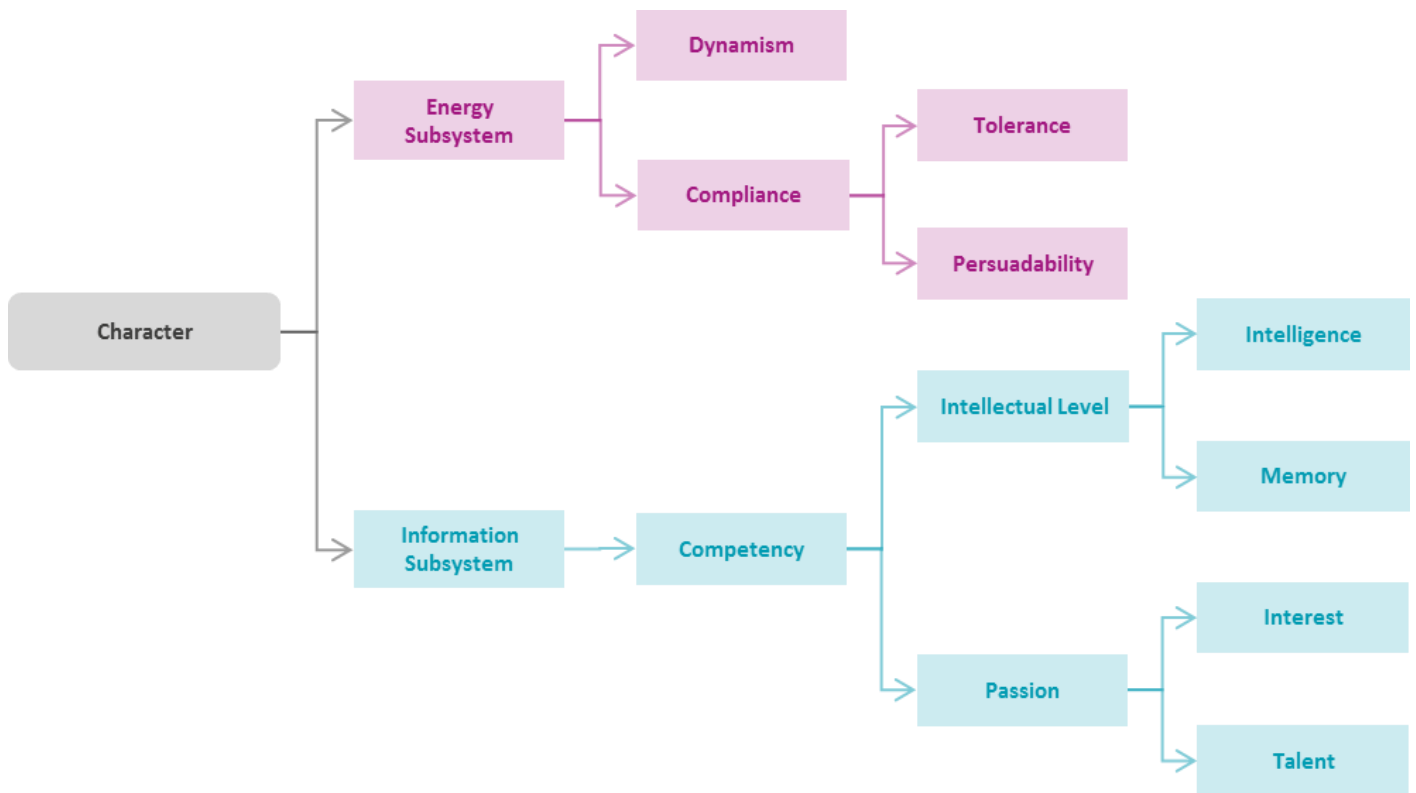 Dynamism
Energy
Subsystem
Tolerance
Compliance
Persuadability
Character
Intelligence
Intellectual Level
Memory
Information
Subsystem
Competency
Interest
Passion
Talent